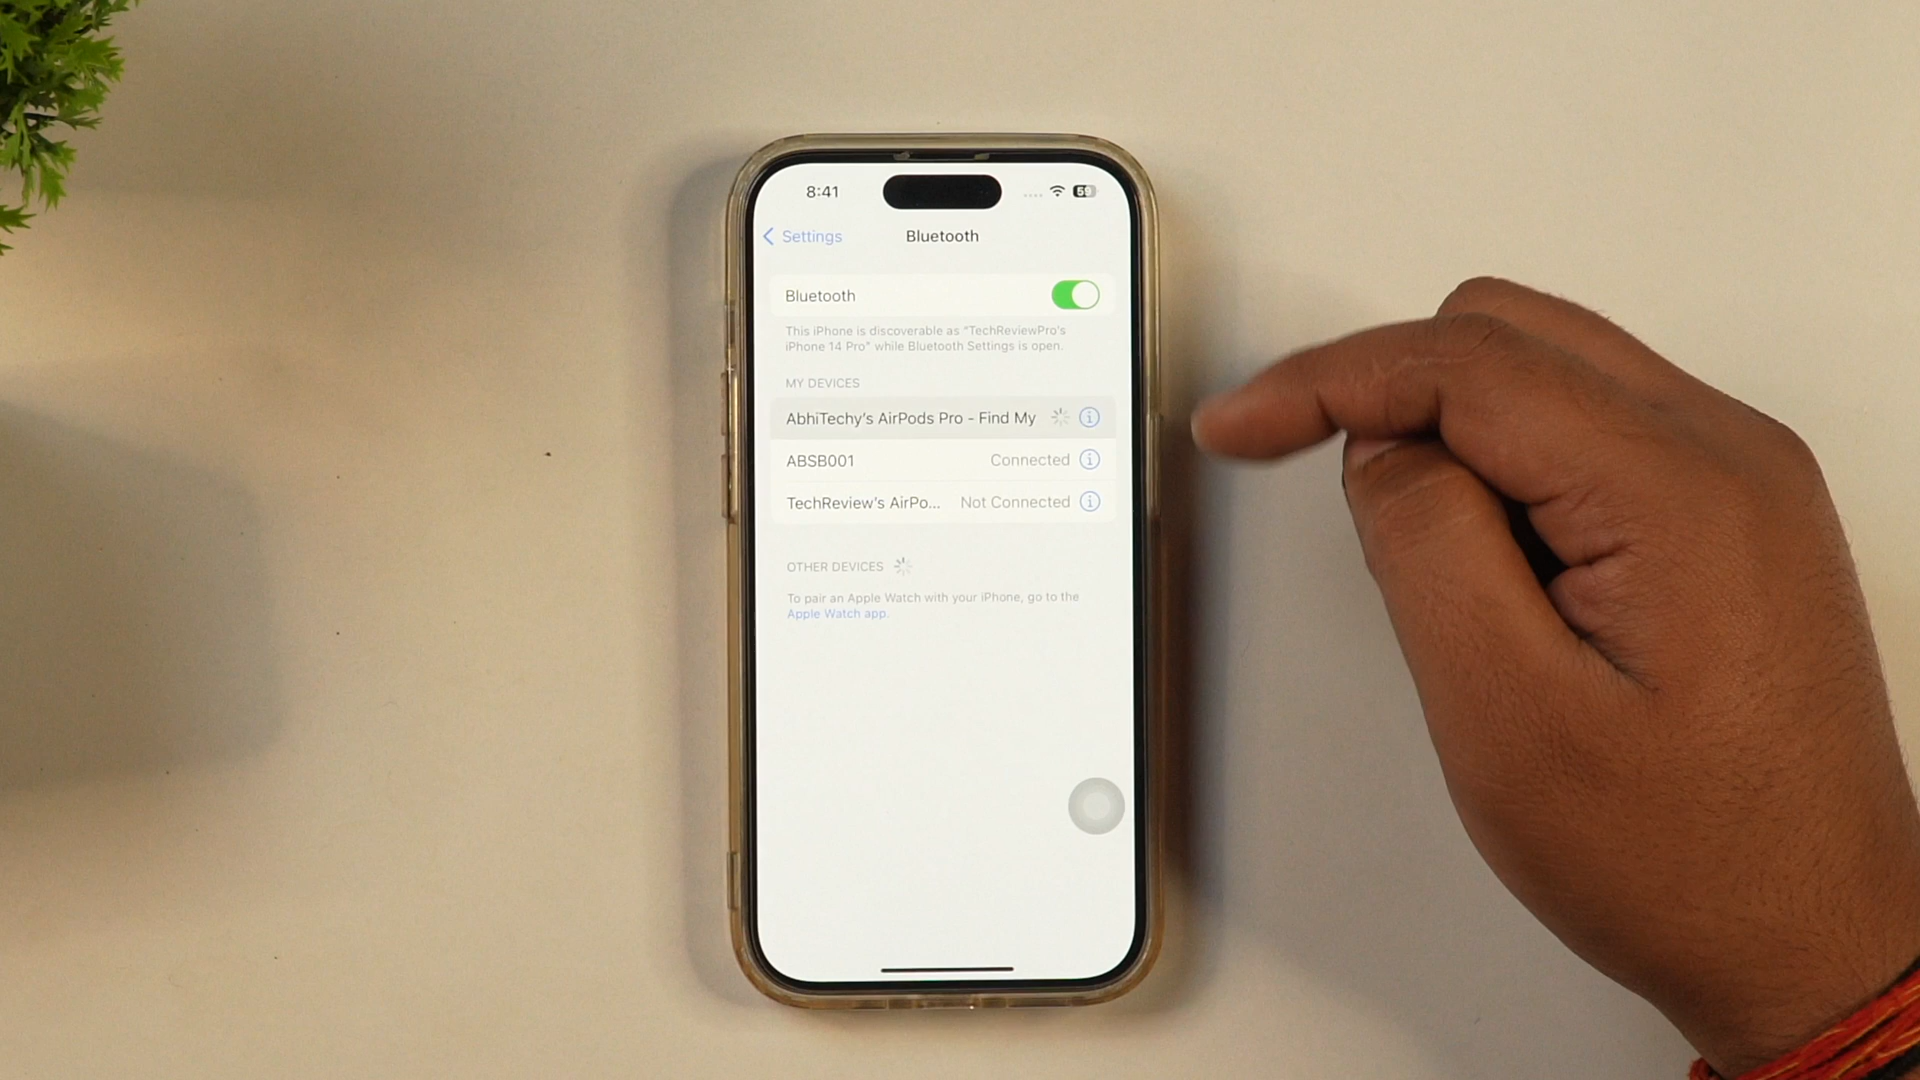 8:41
59
Settings
Bluetooth
Bluetooth
This iPhone is discoverable as "TechReviewPro's
iPhone 14 Pro" while Bluetooth Settings is open.
MY DEVICES
AbhiTechy's AirPods Pro - Find My
ABSB001 Connected
TechReview's AirPo... Not Connected
OTHER DEVICES
To pair an Apple Watch with your iPhone, go to the
Apple Watch app.